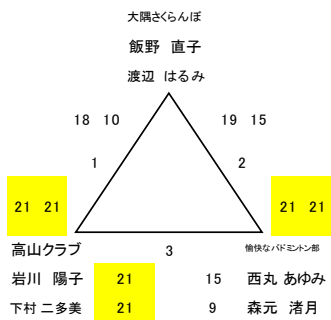 大隅さくらんぼ
飯野 直子
渡辺 はるみ
18 10 19 15
1 2
21 21 21 21
高山クラブ 3 愉快なバドミントン部
岩川 陽子 21 15 西丸 あゆみ
下村 二多美 21 9 森元 渚月